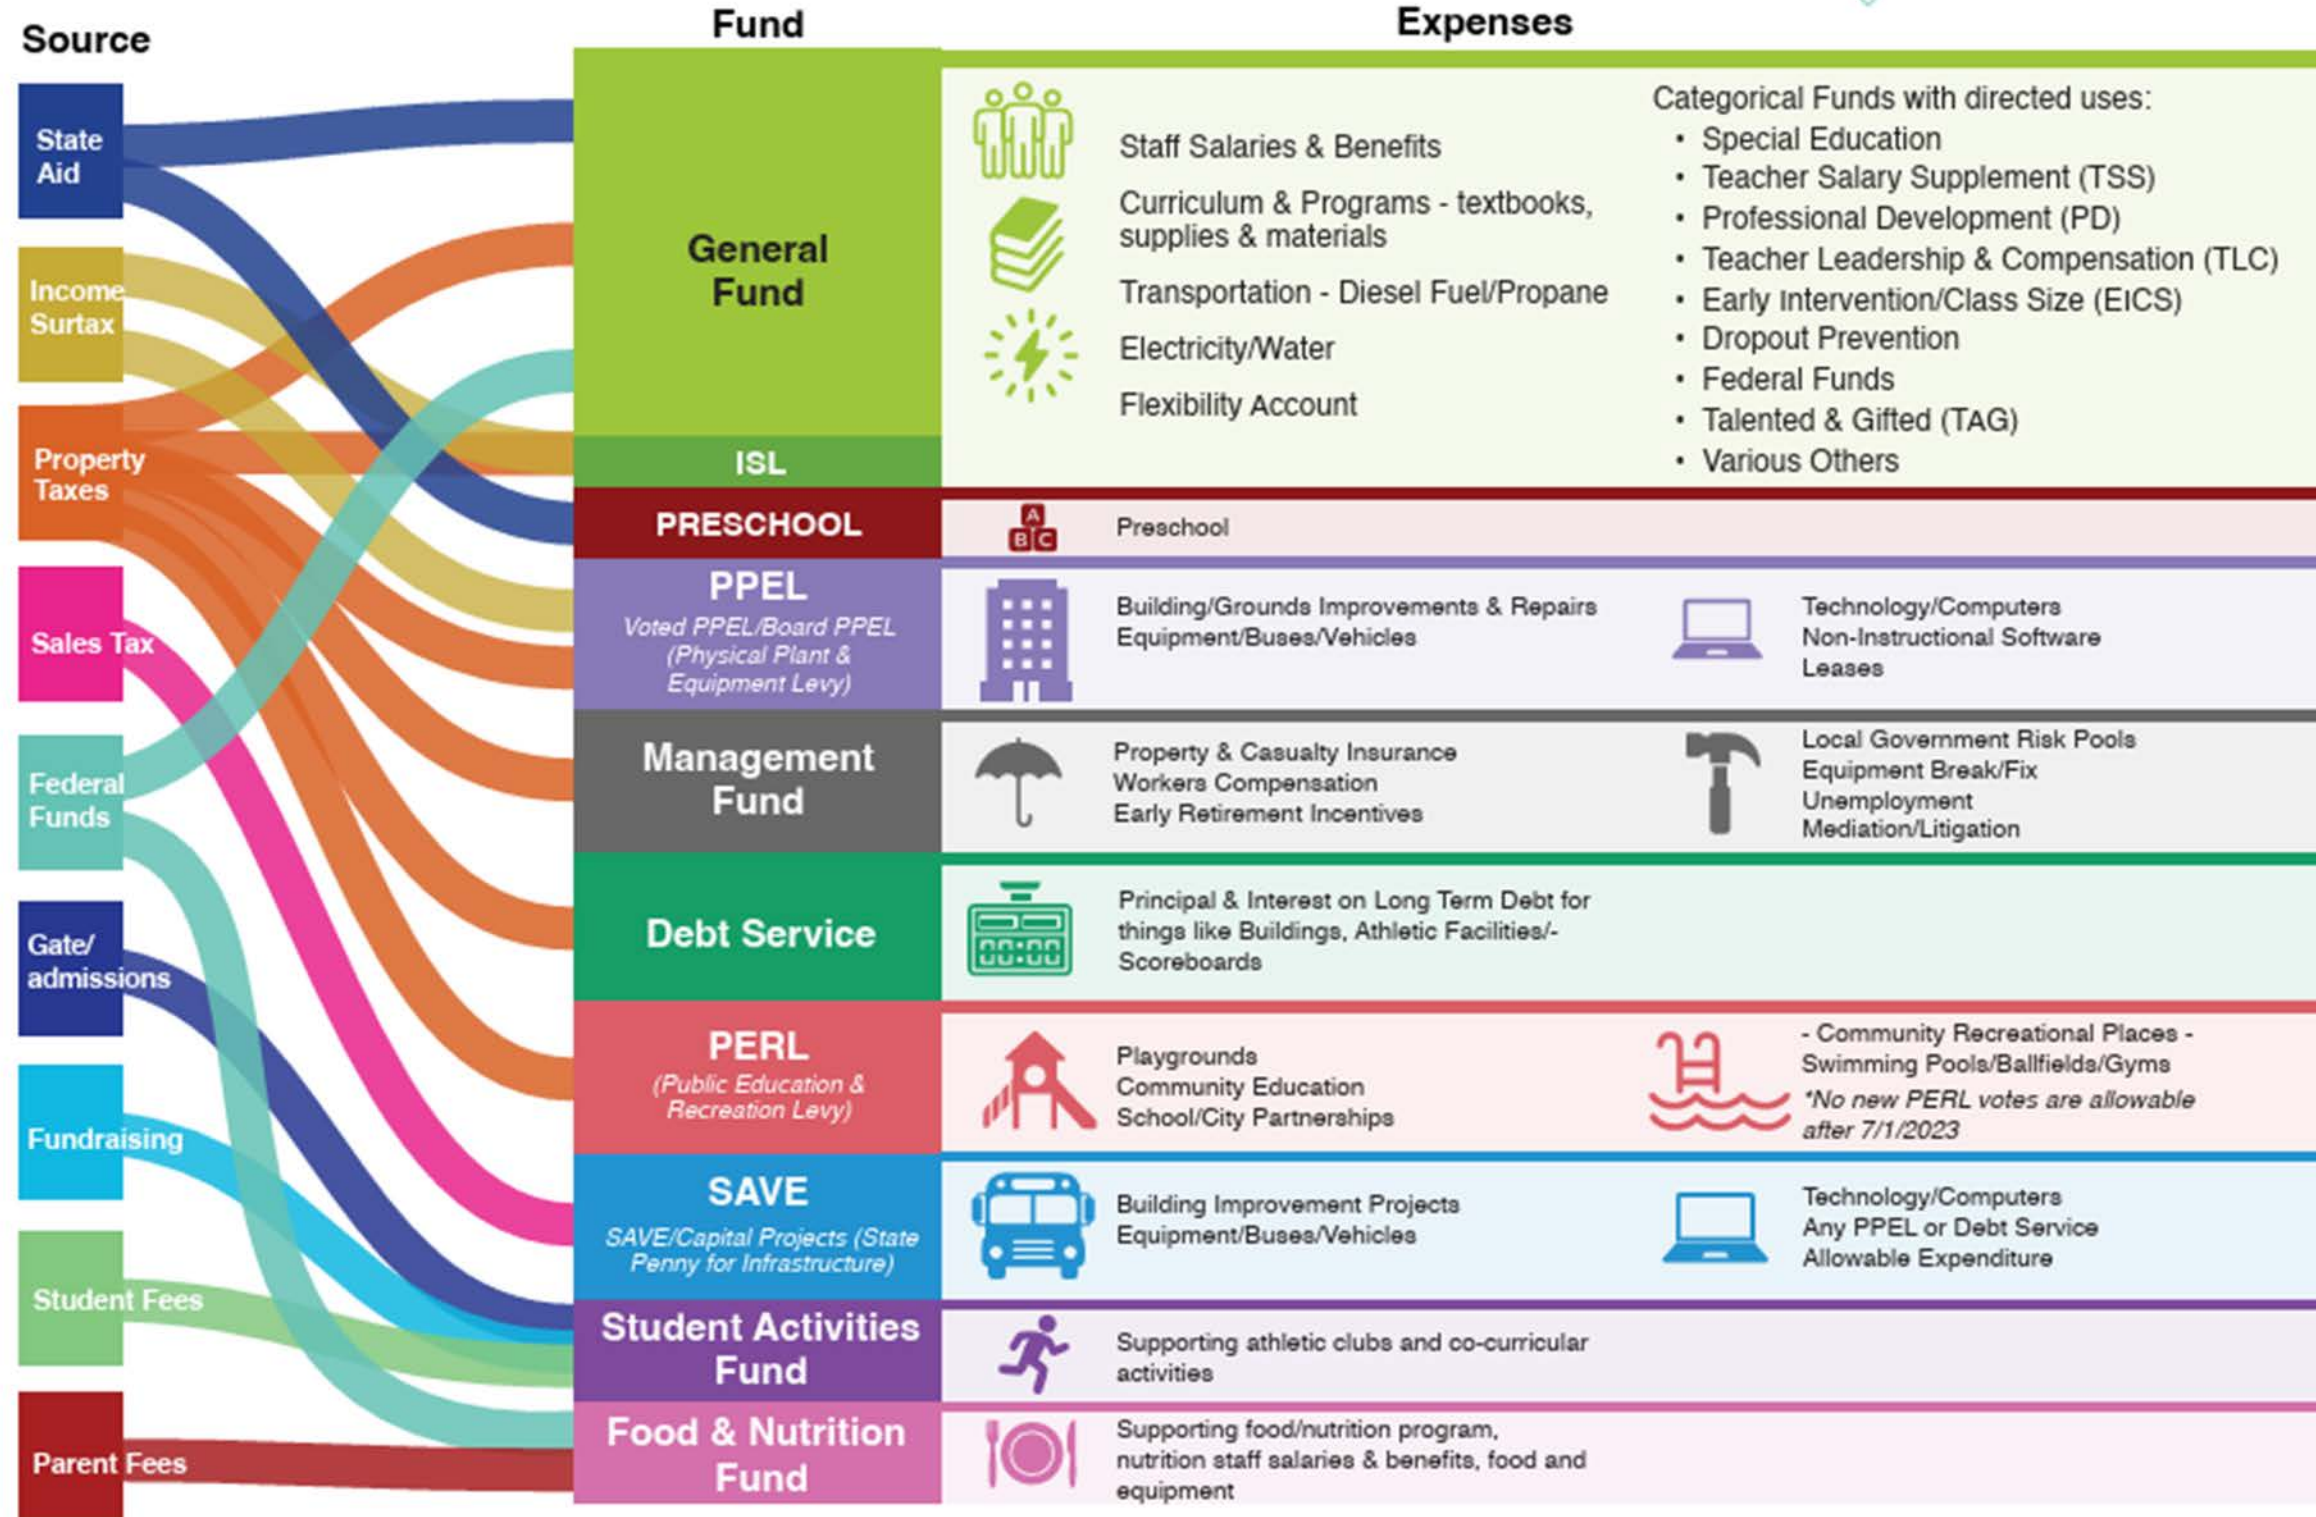 Source
Fund
Expenses
State
Aid
Income
Surtax
Property
Taxes
Sales Tax
Federal
Funds
Gate/
admissions
Fundraising
Student Fees
Parent Fees
General
Fund
Staff Salaries & Benefits
Curriculum & Programs - textbooks,
supplies & materials
Transportation - Diesel Fuel/Propane
Electricity/Water
Flexibility Account
Categorical Funds with directed uses:
• Special Education
• Teacher Salary Supplement (TSS)
• Professional Development (PD)
• Teacher Leadership & Compensation (TLC)
• Early Intervention/Class Size (EICS)
• Dropout Prevention
• Federal Funds
• Talented & Gifted (TAG)
• Various Others
ISL
PRESCHOOL
A
B C
Preschool
PPEL
Voted PPEL/Board PPEL
(Physical Plant &
Equipment Levy)
Building/Grounds Improvements & Repairs
Equipment/Buses/Vehicles
Technology/Computers
Non-Instructional Software
Leases
Management
Fund
Property & Casualty Insurance
Workers Compensation
Early Retirement Incentives
Local Government Risk Pools
Equipment Break/Fix
Unemployment
Mediation/Litigation
Debt Service
00:00
Principal & Interest on Long Term Debt for
things like Buildings, Athletic Facilities/-
Scoreboards
PERL
(Public Education &
Recreation Levy)
Playgrounds
Community Education
School/City Partnerships
- Community Recreational Places -
Swimming Pools/Ballfields/Gyms
*No new PERL votes are allowable
after 7/1/2023
SAVE
SAVE/Capital Projects (State
Penny for Infrastructure)
Building Improvement Projects
Equipment/Buses/Vehicles
Technology/Computers
Any PPEL or Debt Service
Allowable Expenditure
Student Activities
Fund
Supporting athletic clubs and co-curricular
activities
Food & Nutrition
Fund
Supporting food/nutrition program,
nutrition staff salaries & benefits, food and
equipment